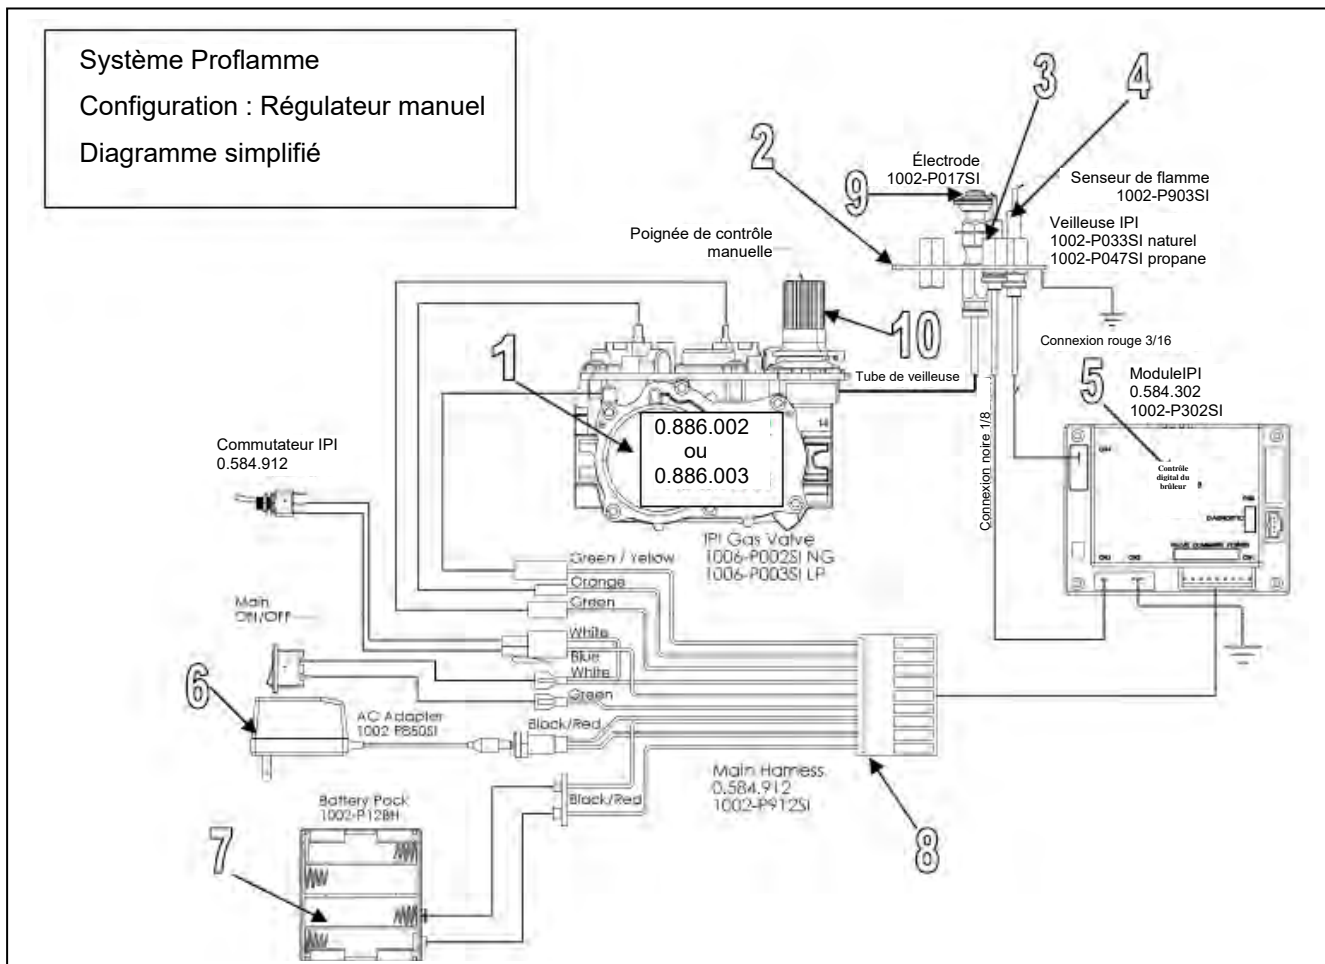 Système Proflamme
Configuration : Régulateur manuel
Diagramme simplifié
3
4
2
Électrode
1002-P017SI
9
Senseur de flamme
1002-P903SI
Veilleuse IPI
1002-P033SI naturel
1002-P047SI propane
Poignée de contrôle
manuelle
10
Connexion rouge 3/16
1
Tube de veilleuse
5
ModuleIPI
0.584.302
1002-P302SI
0.886.002
ou
0.886.003
14
Commutateur IPI
0.584.912
Connexion noire 1/8
Contrôle
digital du
brûleur
DIAGNOSTIC
IPI Gas Valve
1006-P002SI NG
1006-P003SI LP
Green / Yellow
Orange
Green
Main
ON/OFF
White
Blue
White
Green
6
AC Adapter
1002 P850SI
Black/Red
Main Harness
0.584.912
1002-P912SI
Battery Pack
1002-P12BH
Black/Red
7
8